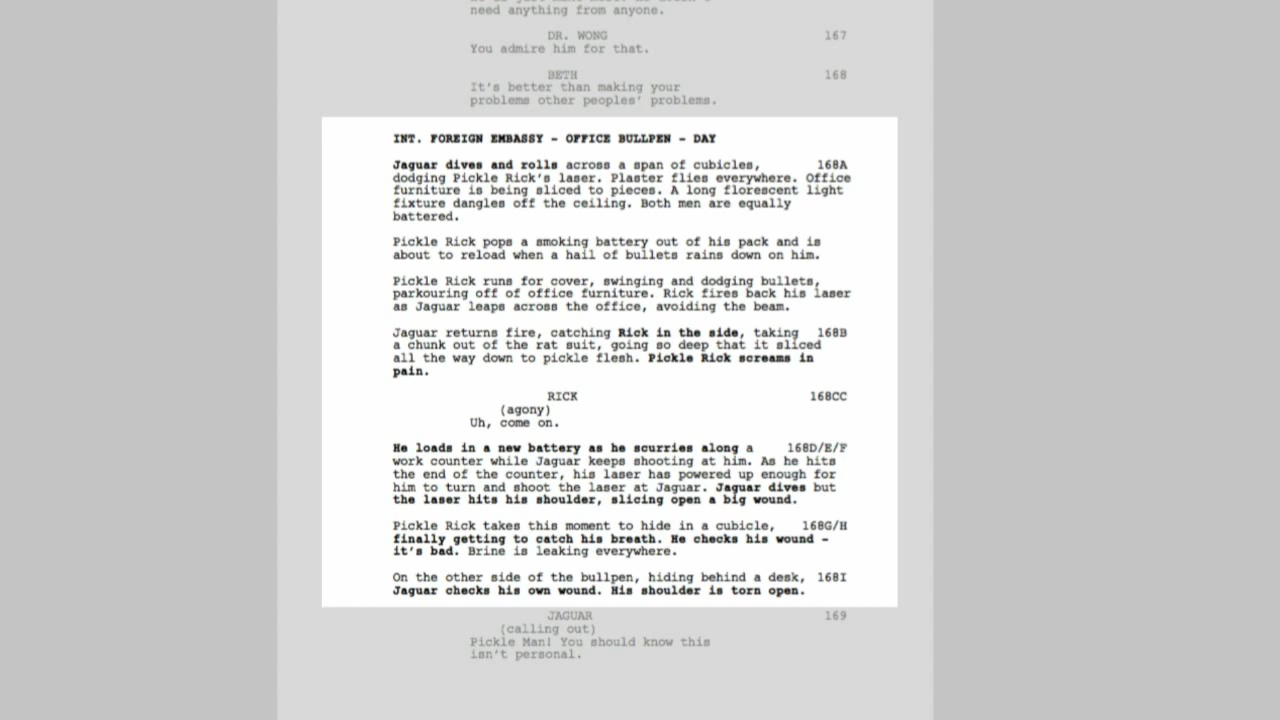 need anything from anyone.
DR. WONG 167
You admire him for that.
BETH 168
It's better than making your
problems other peoples' problems.
INT. FOREIGN EMBASSY - OFFICE BULLPEN - DAY
Jaguar dives and rolls across a span of cubicles, 168A
dodging Pickle Rick's laser. Plaster flies everywhere. Office
furniture is being sliced to pieces. A long florescent light
fixture dangles off the ceiling. Both men are equally
battered.
Pickle Rick pops a smoking battery out of his pack and is
about to reload when a hail of bullets rains down on him.
Pickle Rick runs for cover, swinging and dodging bullets,
parkouring off of office furniture. Rick fires back his laser
as Jaguar leaps across the office, avoiding the beam.
Jaguar returns fire, catching Rick in the side, taking 168B
a chunk out of the rat suit, going so deep that it sliced
all the way down to pickle flesh. Pickle Rick screams in
pain.
RICK 168CC
(agony)
Uh, come on.
He loads in a new battery as he scurries along a 168D/E/F
work counter while Jaguar keeps shooting at him. As he hits
the end of the counter, his laser has powered up enough for
him to turn and shoot the laser at Jaguar. Jaguar dives but
the laser hits his shoulder, slicing open a big wound.
Pickle Rick takes this moment to hide in a cubicle, 168G/H
finally getting to catch his breath. He checks his wound -
it's bad. Brine is leaking everywhere.
On the other side of the bullpen, hiding behind a desk, 168I
Jaguar checks his own wound. His shoulder is torn open.
JAGUAR 169
(calling out)
Pickle Man! You should know this
isn't personal.